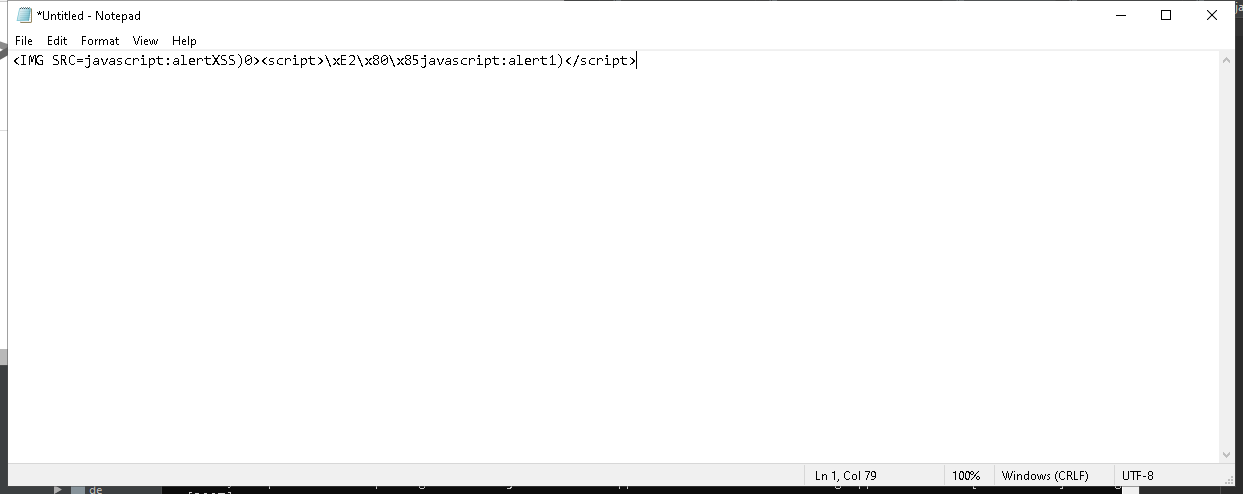 *Untitled - Notepad
File Edit Format View Help
<IMG SRC=javascript:alertXSS)0><script>\xE2\x80\x85javascript:alert1)</script>
Ln 1, Col 79 100% Windows (CRLF) UTF-8
de